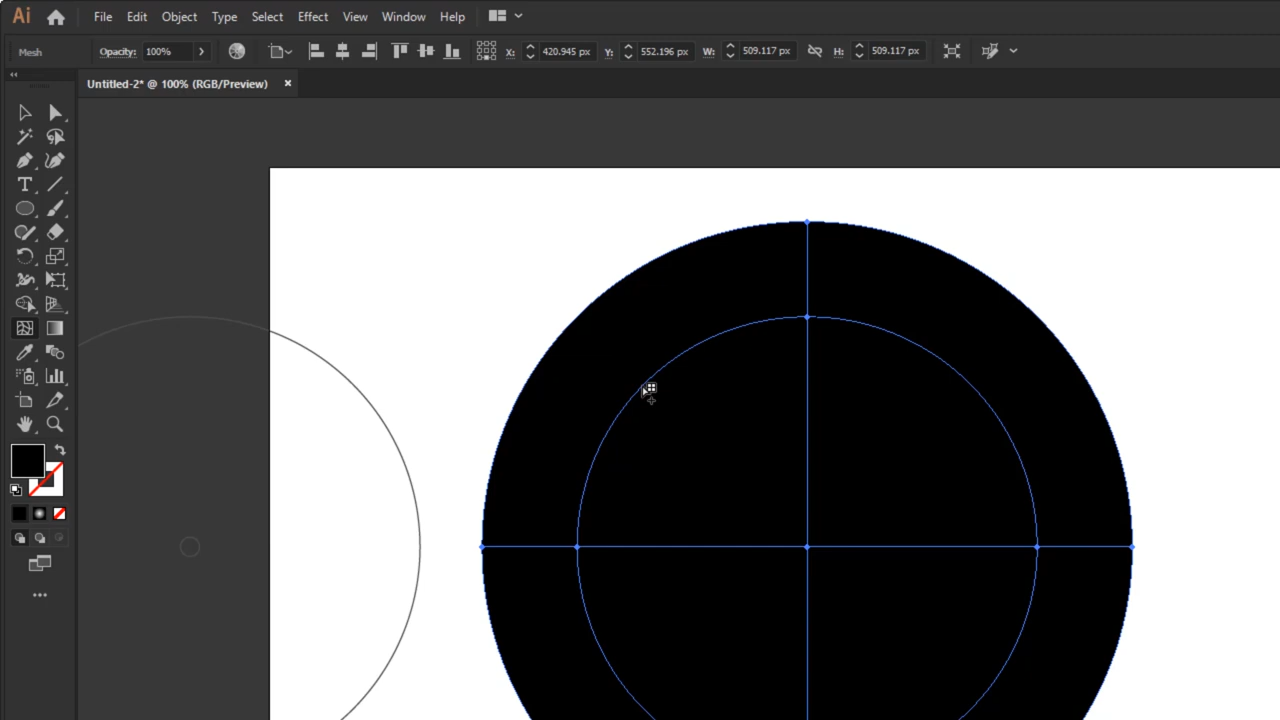 Ai File Edit Object Type Select Effect View Window Help
Mesh Opacity: 100% X: 420.945 px Y: 552.196 px W: 509.117 px H: 509.117 px
Untitled-2* @ 100% (RGB/Preview) ×